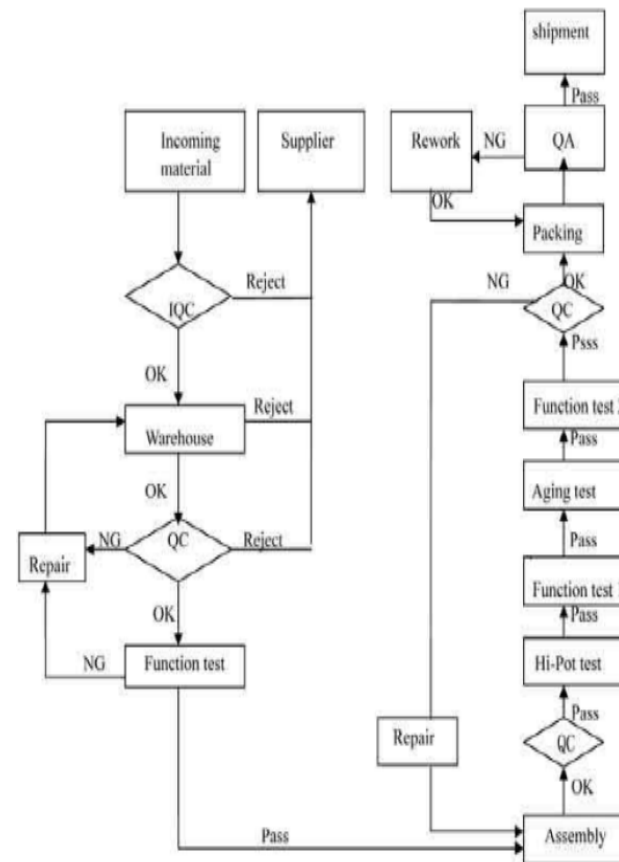 shipment
Pass
Incoming
material
Supplier
Rework
NG
QA
OK
Packing
NG
OK
IQC
Reject
QC
OK
Psss
Reject
Warehouse
Function test
Pass
OK
Aging test
NG
QC
Reject
Pass
Repair
OK
Function test
Pass
NG
Function test
Hi-Pot test
Pass
Repair
QC
OK
Pass
Assembly